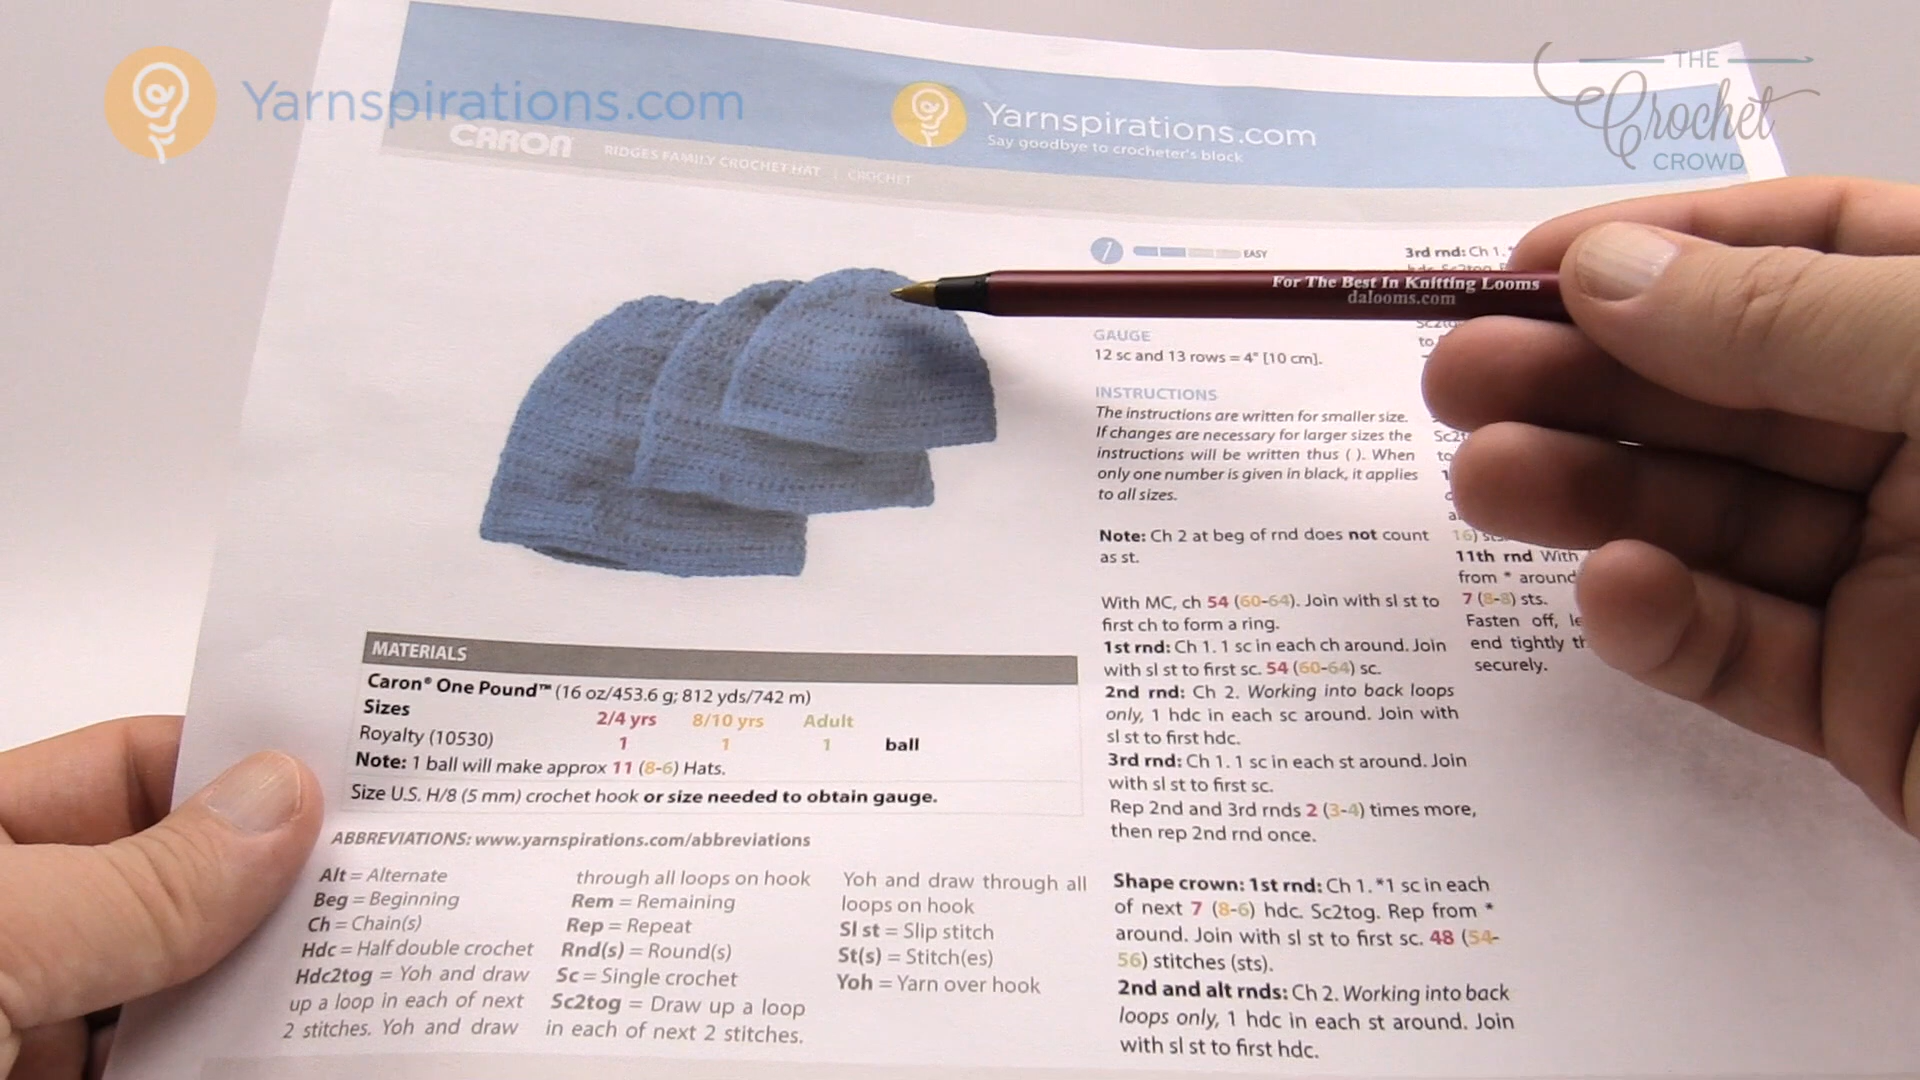 Yarnspirations.com
THE
Crochet
CROWD
Yarnspirations.com
Say goodbye to crocheter's block
CARON RIDGES FAMILY CROCHET HAT | CROCHET
For The Best In Knitting Looms
dalooms.com
MATERIALS
Caron® One Pound™ (16 oz/453.6 g; 812 yds/742 m)
Sizes 2/4 yrs 8/10 yrs Adult
Royalty (10530) 1 1 1 ball
Note: 1 ball will make approx 11 (8-6) Hats.
Size U.S. H/8 (5 mm) crochet hook or size needed to obtain gauge.
ABBREVIATIONS: www.yarnspirations.com/abbreviations
Alt = Alternate
Beg = Beginning
Ch = Chain(s)
Hdc = Half double crochet
Hdc2tog = Yoh and draw
up a loop in each of next
2 stitches. Yoh and draw
through all loops on hook
Rem = Remaining
Rep = Repeat
Rnd(s) = Round(s)
Sc = Single crochet
Sc2tog = Draw up a loop
in each of next 2 stitches.
Yoh and draw through all
loops on hook
Sl st = Slip stitch
St(s) = Stitch(es)
Yoh = Yarn over hook
EASY
GAUGE
12 sc and 13 rows = 4" [10 cm].
INSTRUCTIONS
The instructions are written for smaller size.
If changes are necessary for larger sizes the
instructions will be written thus ( ). When
only one number is given in black, it applies
to all sizes.
Note: Ch 2 at beg of rnd does not count
as st.
With MC, ch 54 (60-64). Join with sl st to
first ch to form a ring.
1st rnd: Ch 1. 1 sc in each ch around. Join
with sl st to first sc. 54 (60-64) sc.
2nd rnd: Ch 2. Working into back loops
only, 1 hdc in each sc around. Join with
sl st to first hdc.
3rd rnd: Ch 1. 1 sc in each st around. Join
with sl st to first sc.
Rep 2nd and 3rd rnds 2 (3-4) times more,
then rep 2nd rnd once.
Shape crown: 1st rnd: Ch 1. *1 sc in each
of next 7 (8-6) hdc. Sc2tog. Rep from *
around. Join with sl st to first sc. 48 (54-
56) stitches (sts).
2nd and alt rnds: Ch 2. Working into back
loops only, 1 hdc in each st around. Join
with sl st to first hdc.
3rd rnd: Ch 1.
to
11th rnd With
from * around
7 (8-8) sts.
Fasten off,
end tightly
securely.